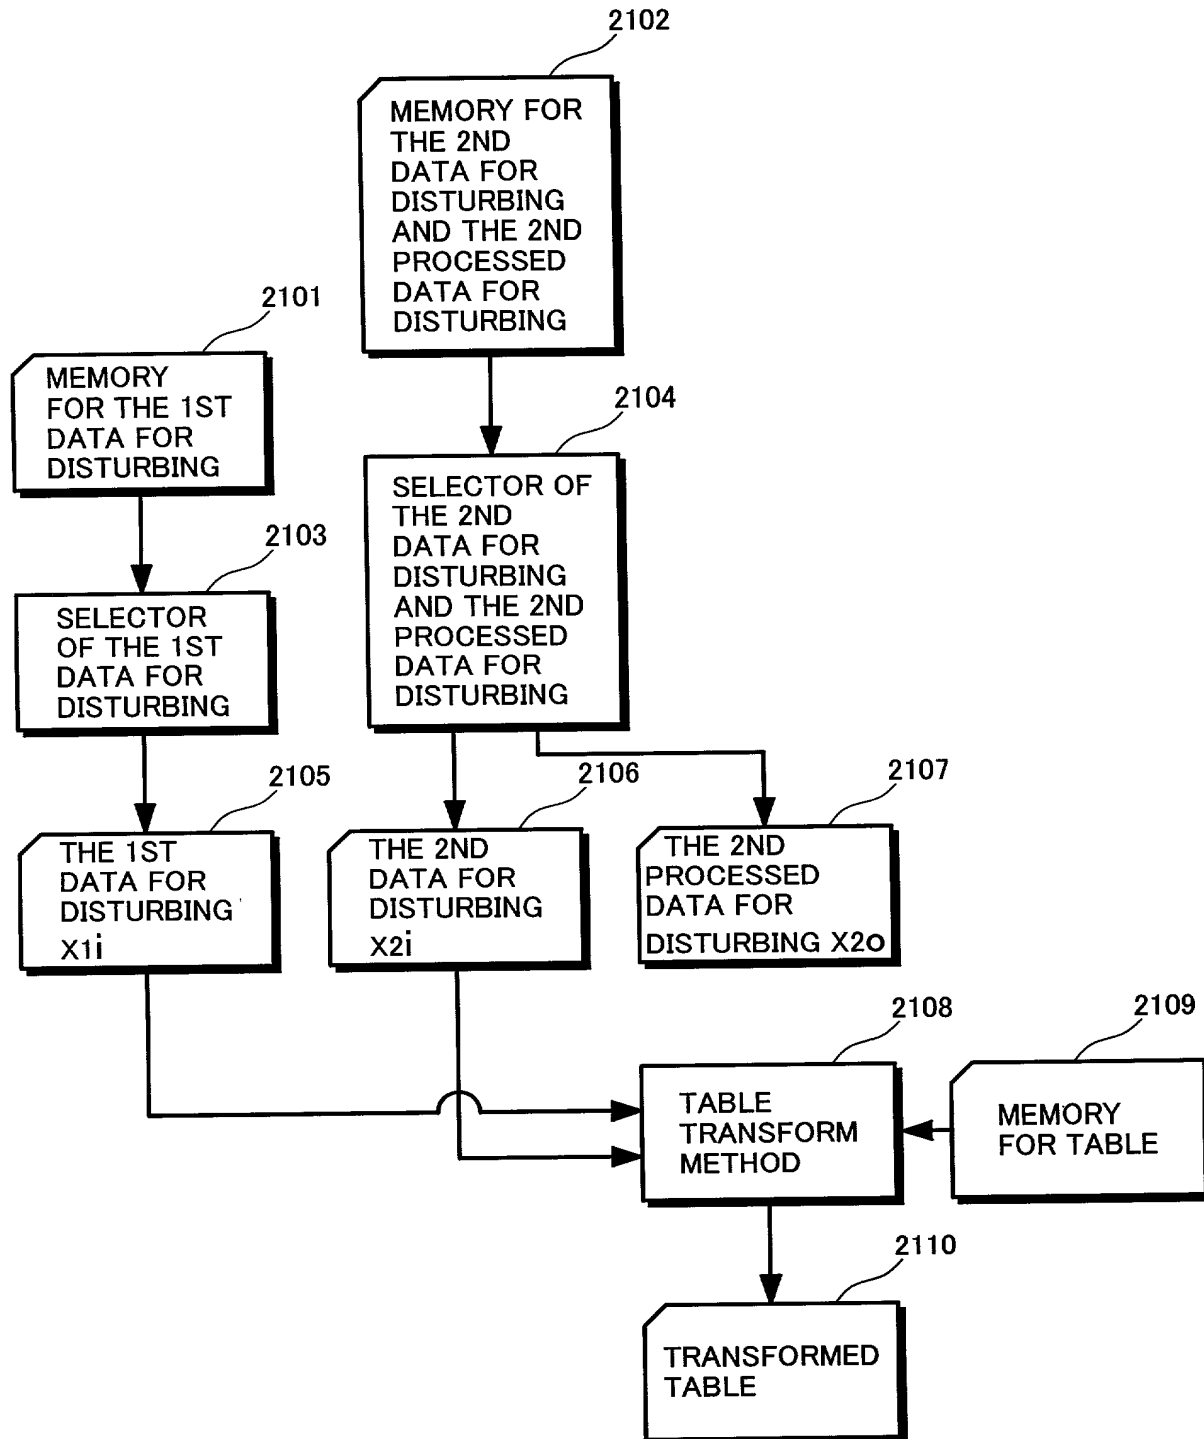 2102
MEMORY FOR
THE 2ND
DATA FOR
DISTURBING
AND THE 2ND
PROCESSED
DATA FOR
DISTURBING
2101
MEMORY
FOR THE 1ST
DATA FOR
DISTURBING
2104
SELECTOR OF
THE 2ND
DATA FOR
DISTURBING
AND THE 2ND
PROCESSED
DATA FOR
DISTURBING
2103
SELECTOR
OF THE 1ST
DATA FOR
DISTURBING
2105
THE 1ST
DATA FOR
DISTURBING
X1i
2106
THE 2ND
DATA FOR
DISTURBING
X2i
2107
THE 2ND
PROCESSED
DATA FOR
DISTURBING X2o
2108
TABLE
TRANSFORM
METHOD
2109
MEMORY
FOR TABLE
2110
TRANSFORMED
TABLE